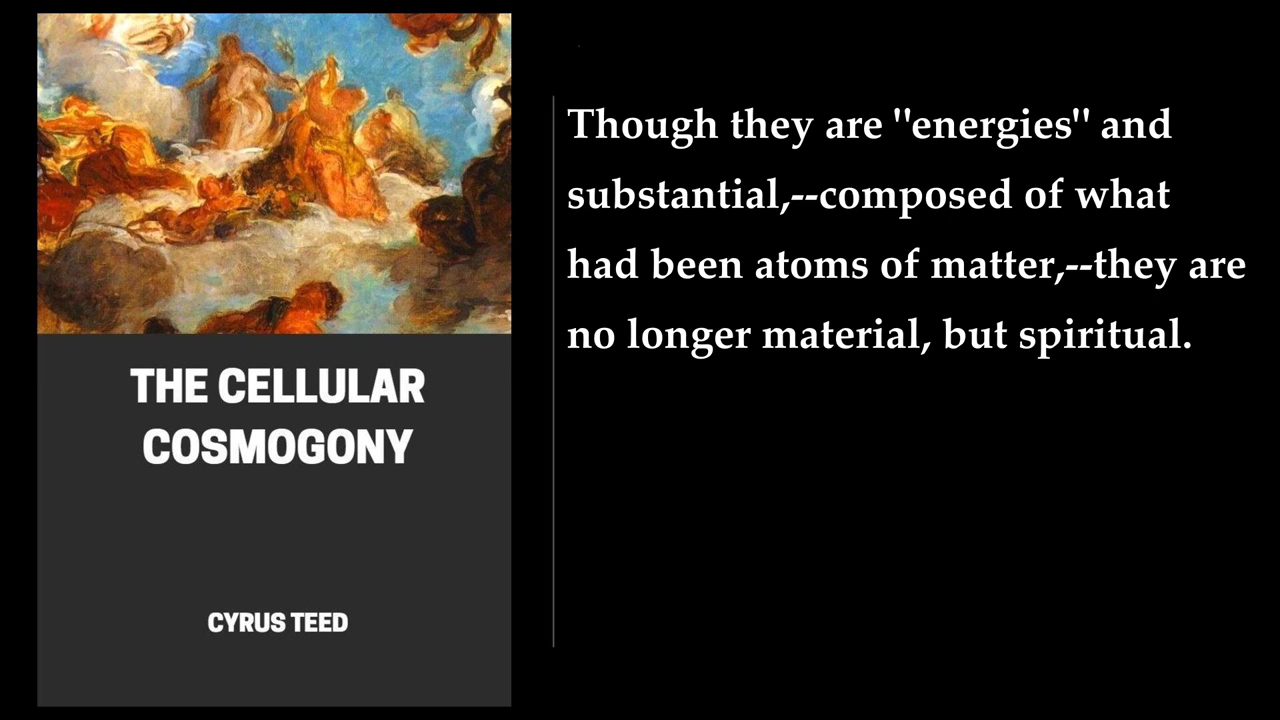 THE CELLULAR
COSMOGONY
CYRUS TEED
Though they are "energies" and
substantial,--composed of what
had been atoms of matter,--they are
no longer material, but spiritual.